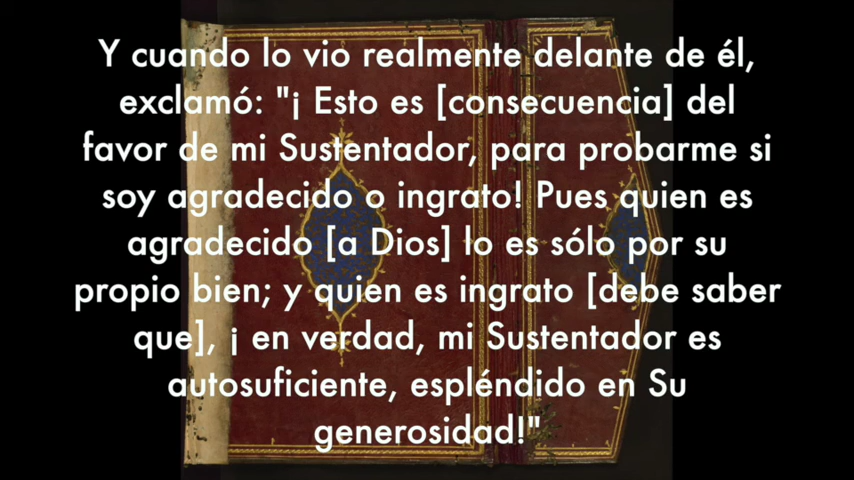 Y cuando lo vio realmente delante de él,
exclamó: "¡ Esto es [consecuencia] del
favor de mi Sustentador, para probarme si
soy agradecido o ingrato! Pues quien es
agradecido [a Dios] lo es sólo por su
propio bien; y quien es ingrato [debe saber
que], ¡ en verdad, mi Sustentador es
autosuficiente, espléndido en Su
generosidad!"